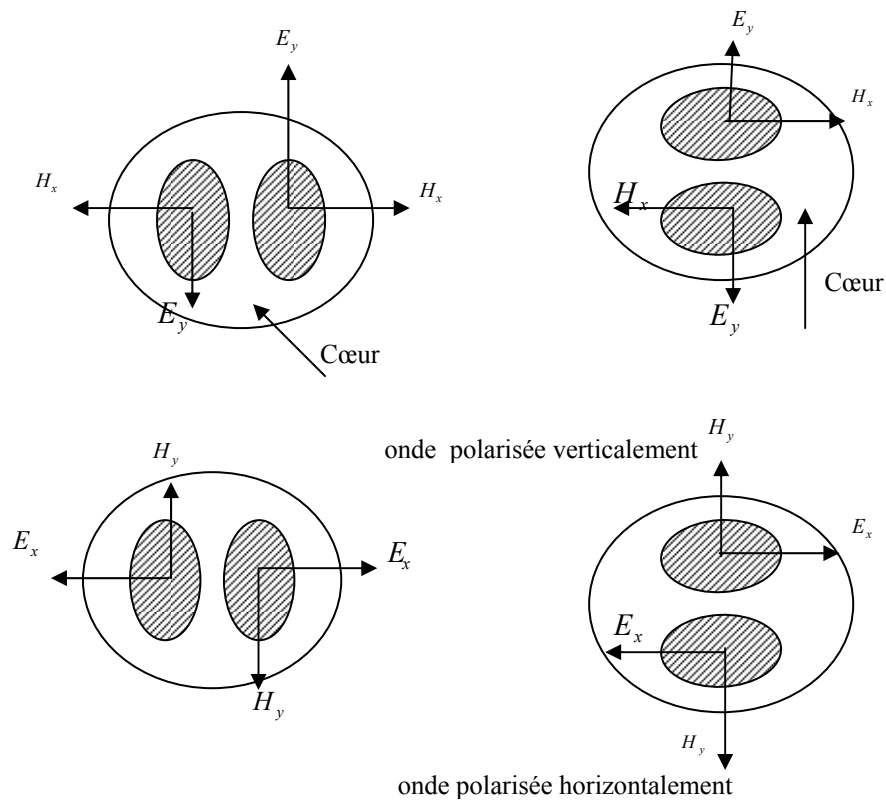 E_y
E_y
H_x
H_x
H_x
H_x
E_y
Cœur
E_y
Cœur
onde polarisée verticalement
H_y
H_y
E_x
E_x
E_x
E_x
H_y
H_y
onde polarisée horizontalement